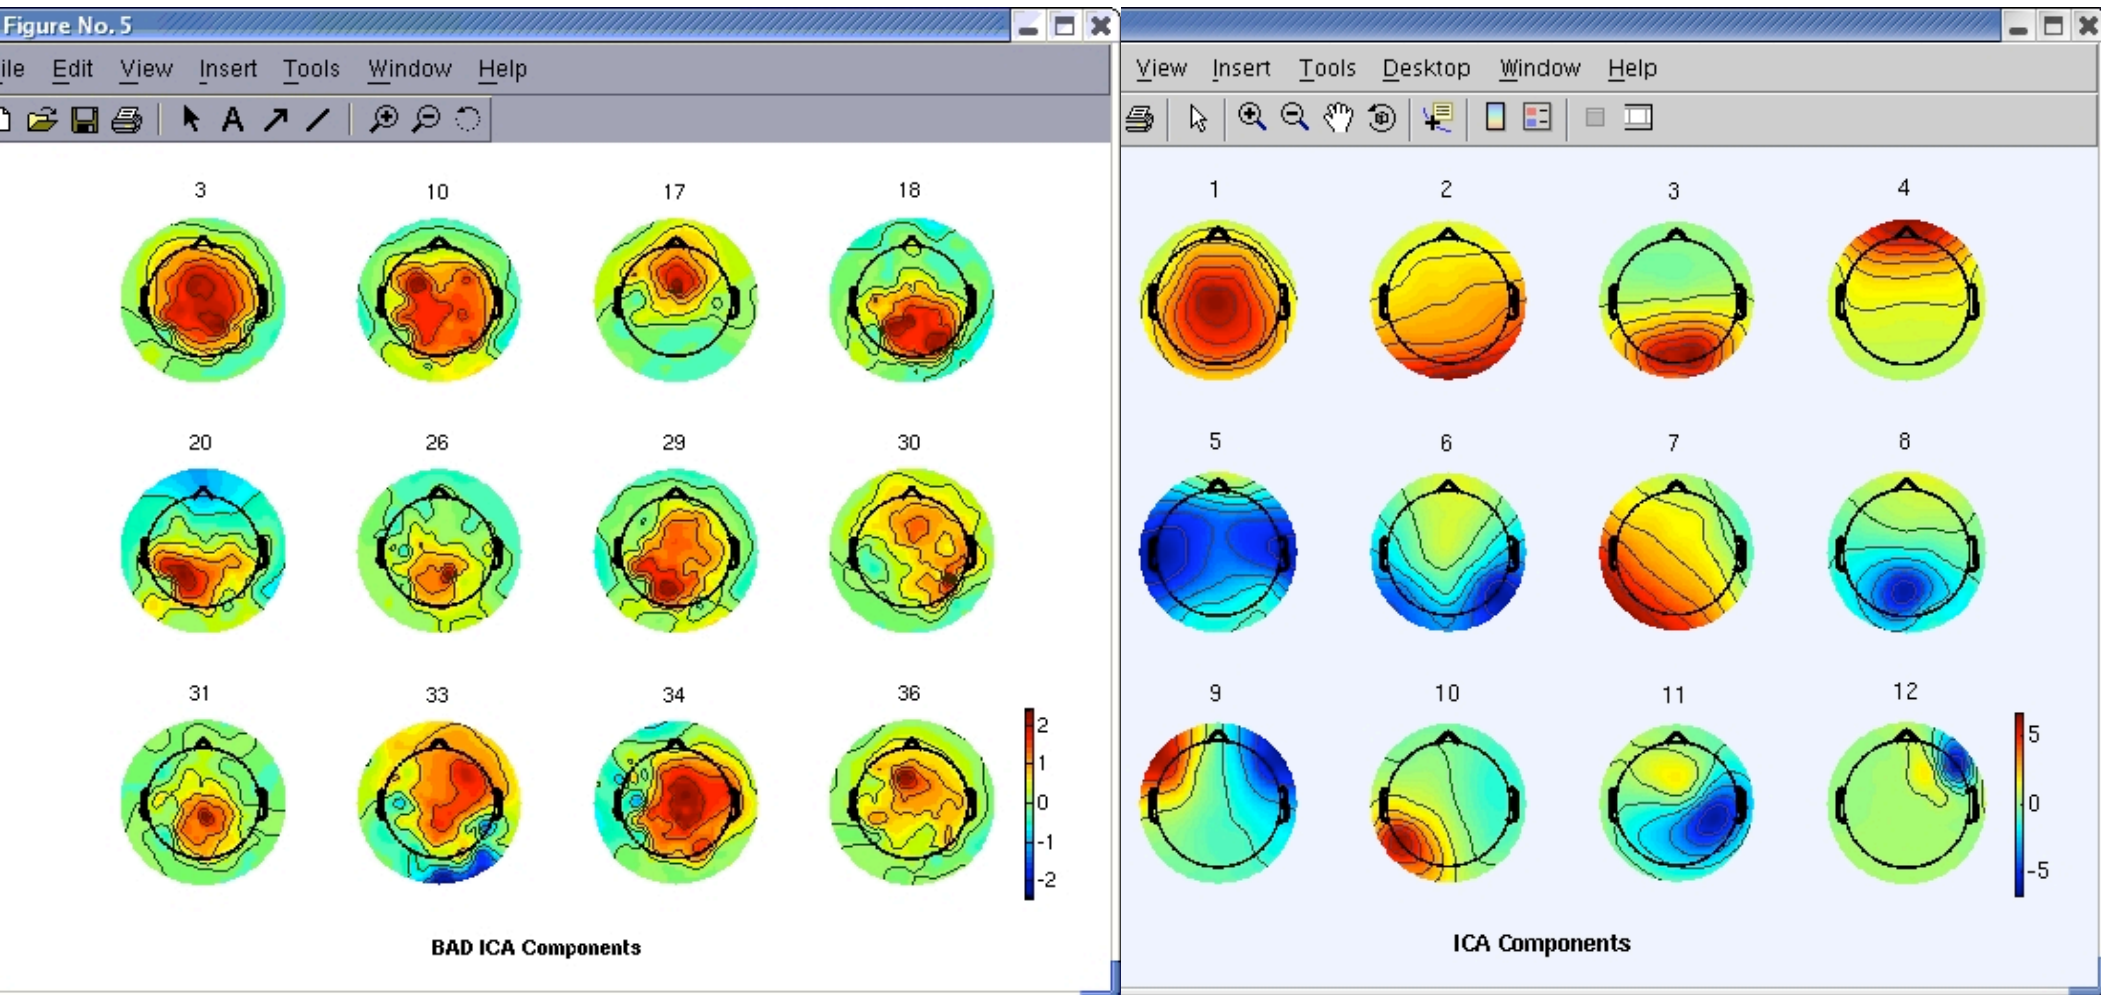 Figure No. 5
ile Edit View Insert Tools Window Help
3 10 17 18
20 26 29 30
31 33 34 36
2
1
0
-1
-2
BAD ICA Components
View Insert Tools Desktop Window Help
1 2 3 4
5 6 7 8
9 10 11 12
5
0
-5
ICA Components